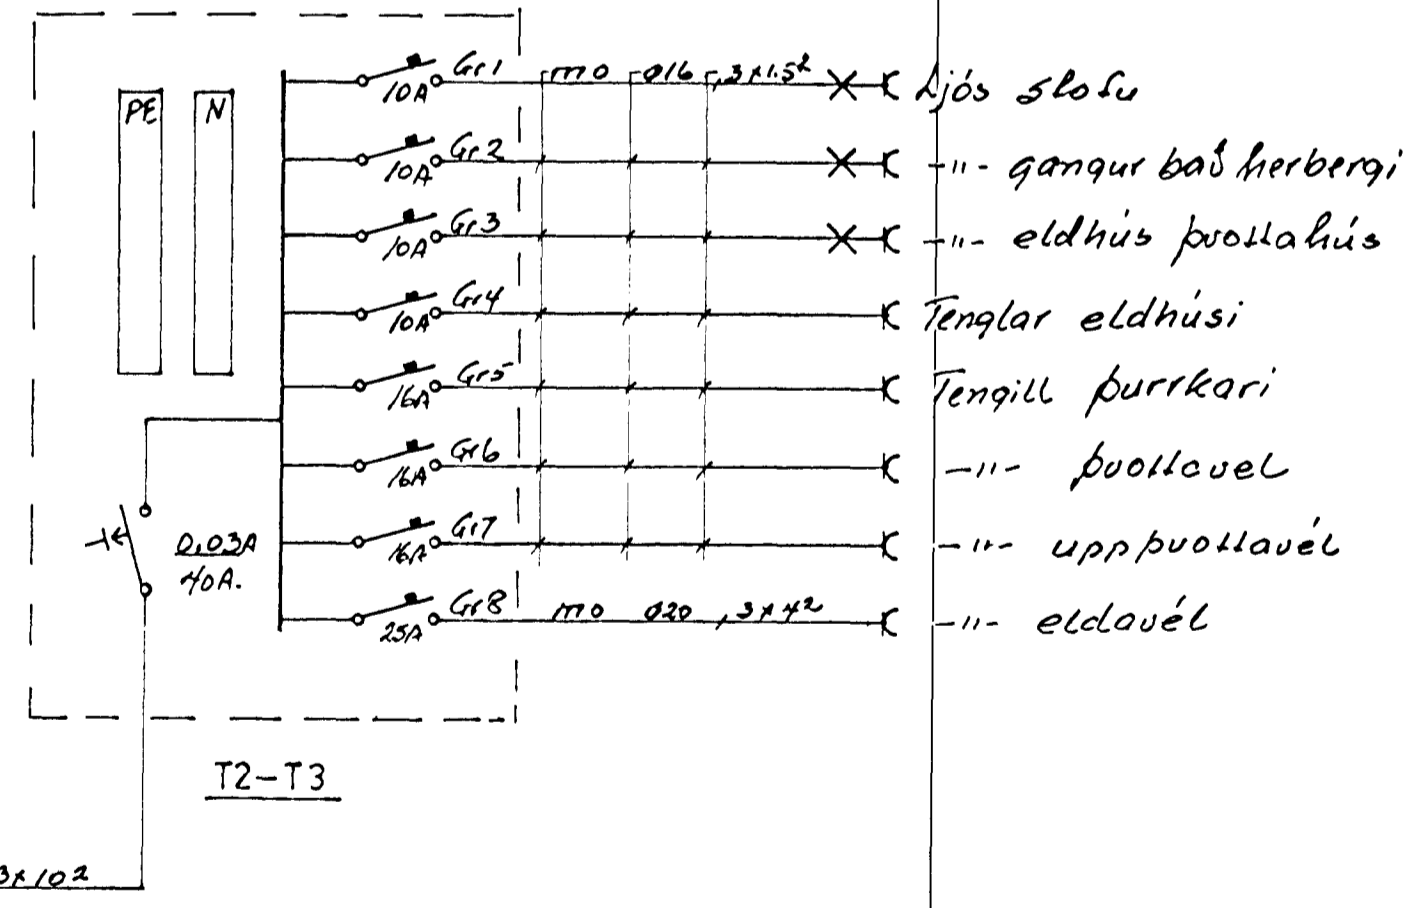 Gr1 mo ø16 3x1.5² Ljós stofu
PE N 10A
Gr2 -"- gangur bað herbergi
10A
Gr3 -"- eldhús þvottahús
10A
Gr4 Tenglar eldhúsi
10A
Gr5 Tengill þurrkari
16A
Gr6 -"- þvottavel
16A
Gr7 -"- uppþvottavél
0,03A 16A
40A.
Gr8 mo ø20 3x4² -"- eldavél
25A
T2-T3
3x10²